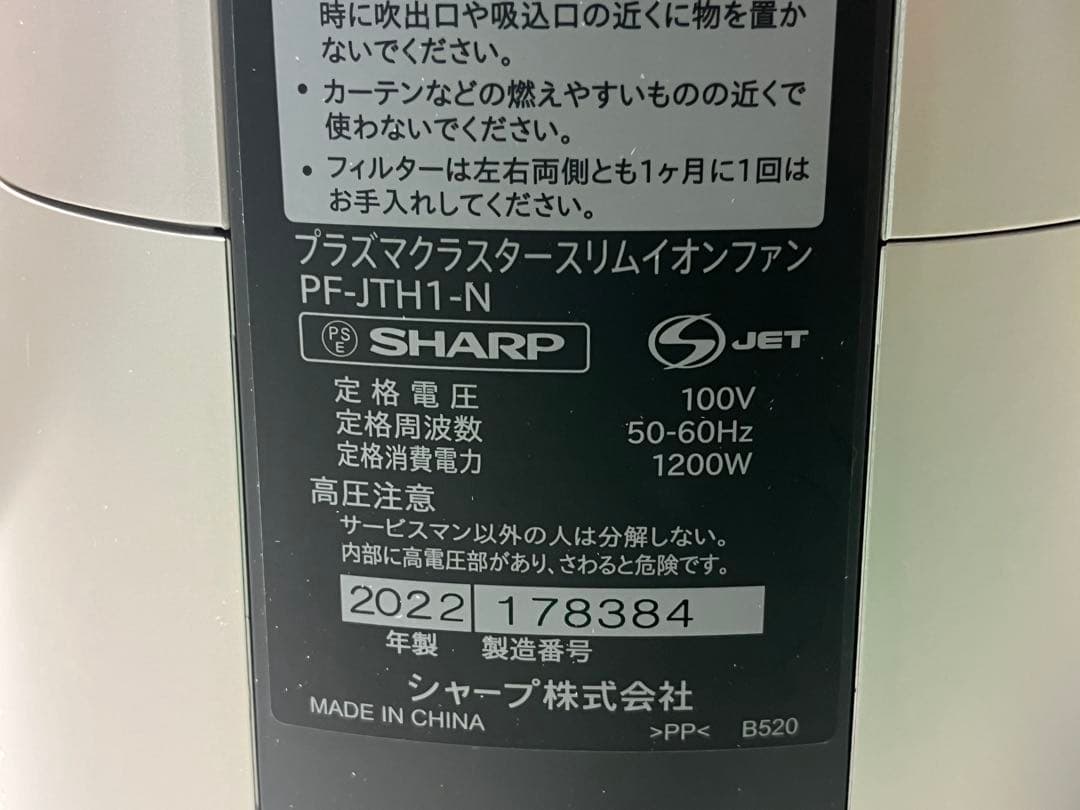 時に吹出口や吸込口の近くに物を置か
ないでください。
・カーテンなどの燃えやすいものの近くで
使わないでください。
・フィルターは左右両側とも1ヶ月に1回は
お手入れしてください。
プラズマクラスタースリムイオンファン
PF-JTH1-N
PSE SHARP S JET
定格電圧 100V
定格周波数 50-60Hz
定格消費電力 1200W
高圧注意
サービスマン以外の人は分解しない。
内部に高電圧部があり、さわると危険です。
2022 178384
年製 製造番号
シャープ株式会社
MADE IN CHINA >PP< B520